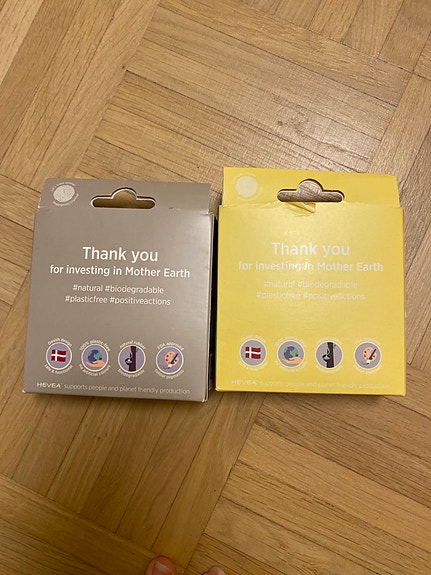 Thank you
for investing in Mother Earth
#natural #biodegradable
#plasticfree #positiveactions
HEVEA supports people and planet friendly production
Thank you
for investing in Mother Earth
#natural #biodegradable
#plasticfree #positiveactions
HEVEA supports people and planet friendly production